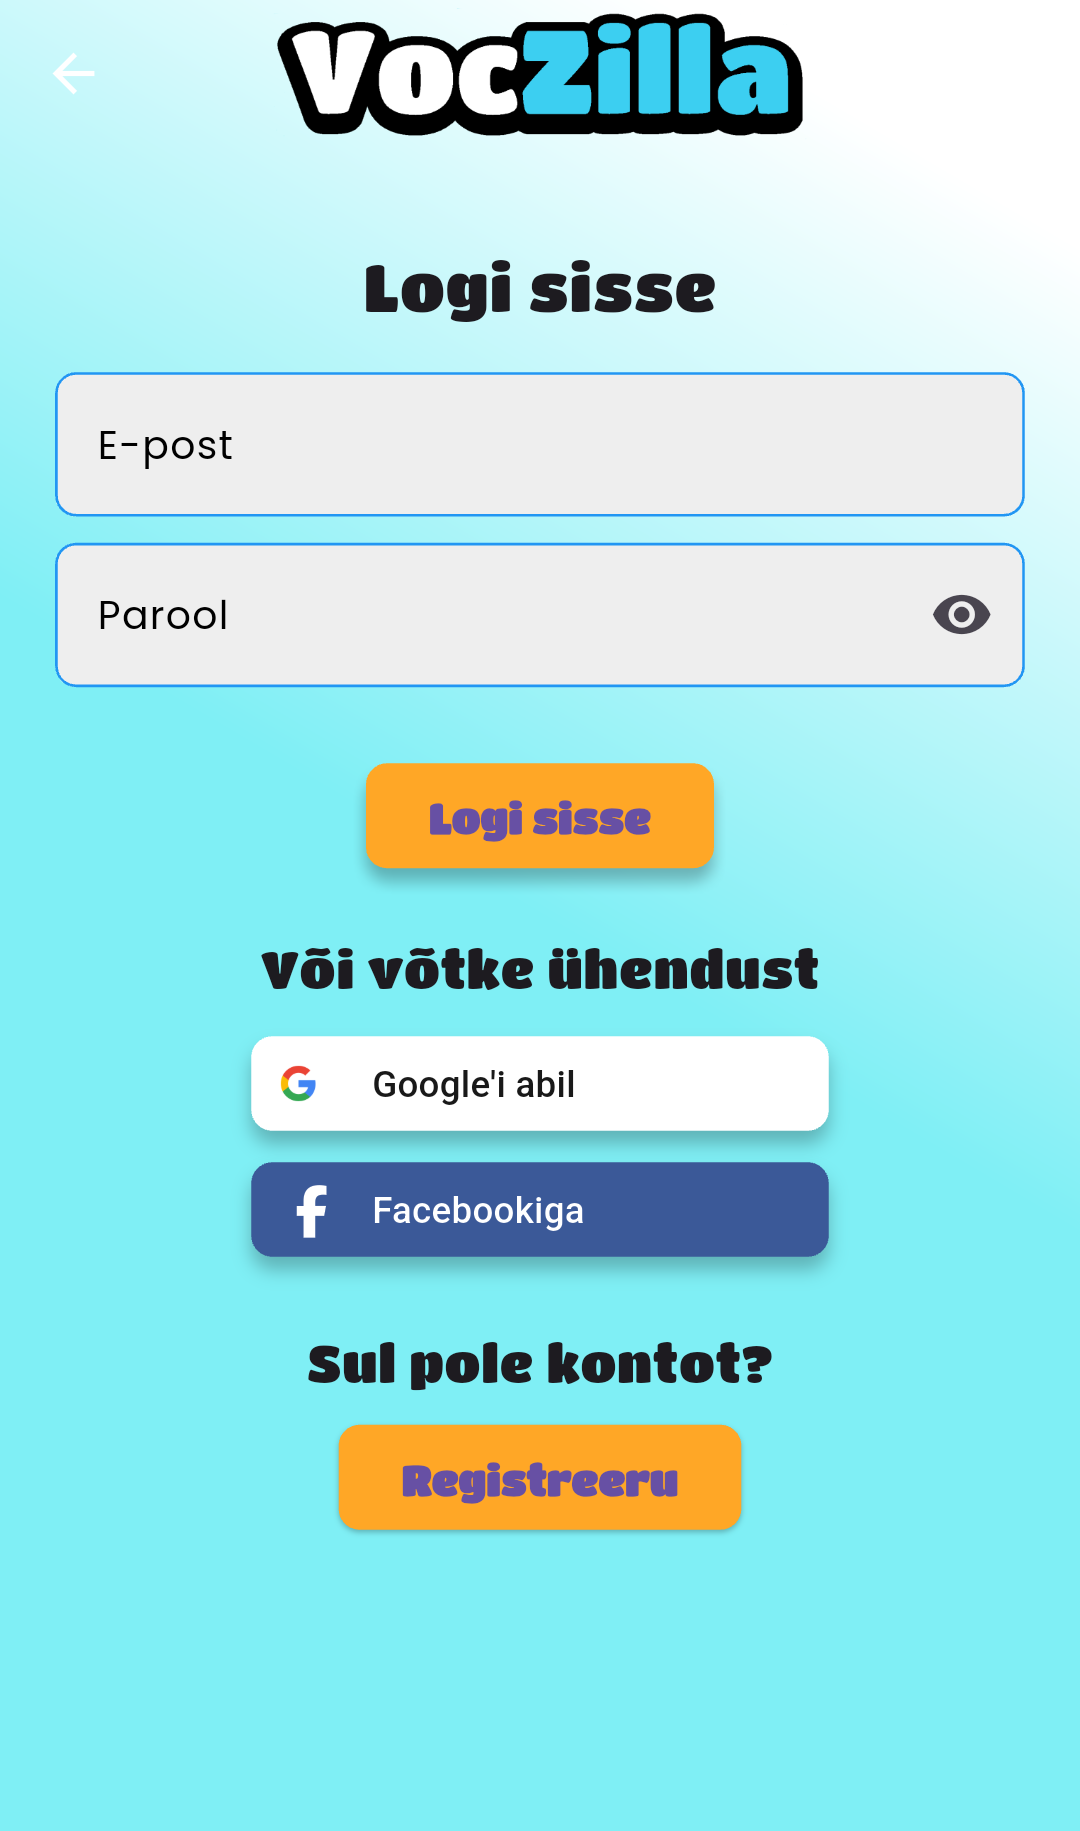 VocZilla
Logi sisse
E-post
Parool
Logi sisse
Või võtke ühendust
Google'i abil
Facebookiga
Sul pole kontot?
Registreeru